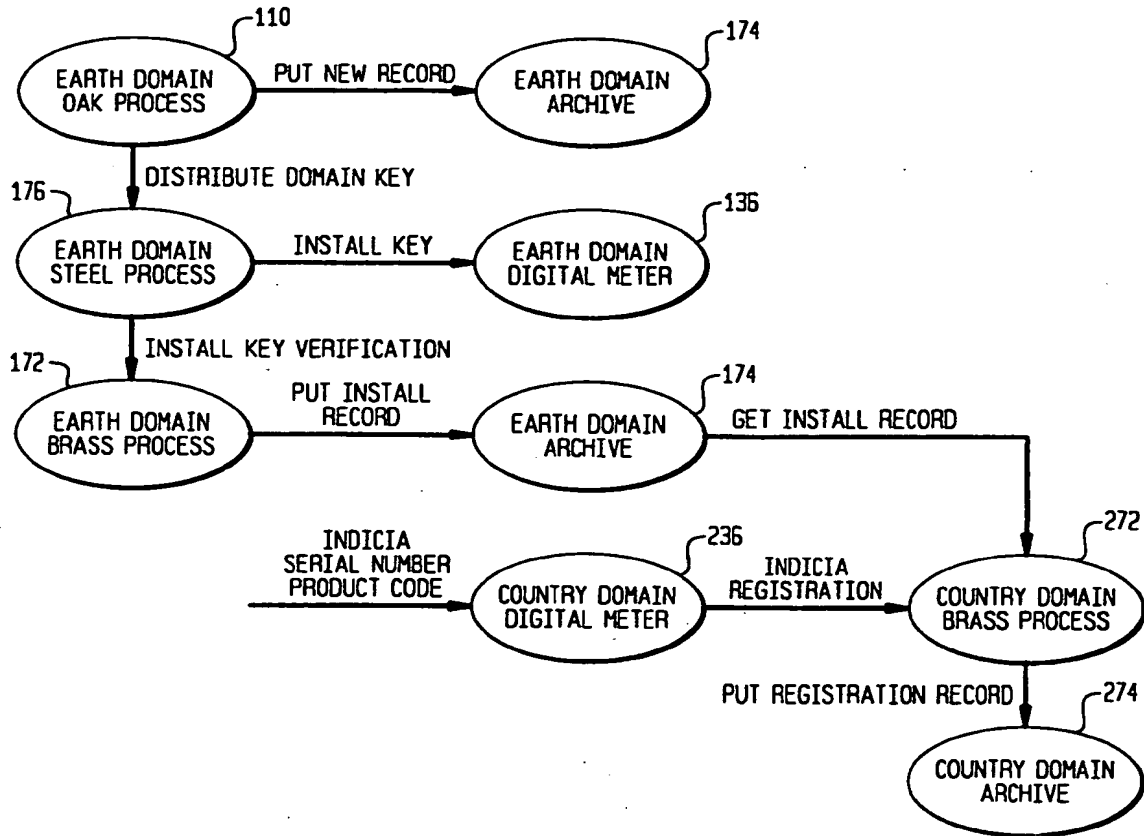 110
174
EARTH DOMAIN
OAK PROCESS
PUT NEW RECORD
EARTH DOMAIN
ARCHIVE
DISTRIBUTE DOMAIN KEY
176
136
EARTH DOMAIN
STEEL PROCESS
INSTALL KEY
EARTH DOMAIN
DIGITAL METER
INSTALL KEY VERIFICATION
172
174
EARTH DOMAIN
BRASS PROCESS
PUT INSTALL
RECORD
EARTH DOMAIN
ARCHIVE
GET INSTALL RECORD
INDICIA
SERIAL NUMBER
PRODUCT CODE
236
COUNTRY DOMAIN
DIGITAL METER
INDICIA
REGISTRATION
272
COUNTRY DOMAIN
BRASS PROCESS
PUT REGISTRATION RECORD
274
COUNTRY DOMAIN
ARCHIVE